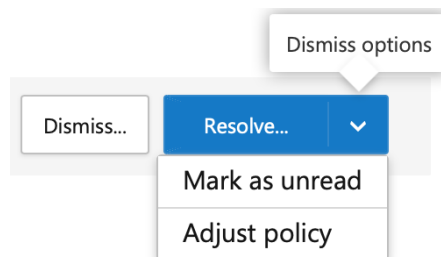 Dismiss options
Dismiss...
Resolve...
Mark as unread
Adjust policy